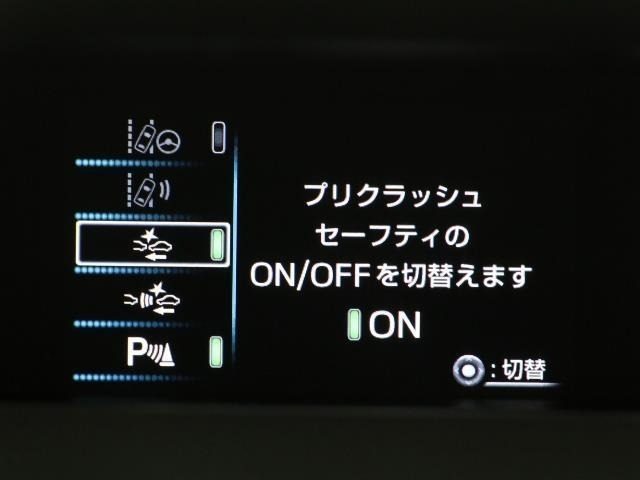 プリクラッシュ
セーフティの
ON/OFFを切替えます
ON
P
:切替